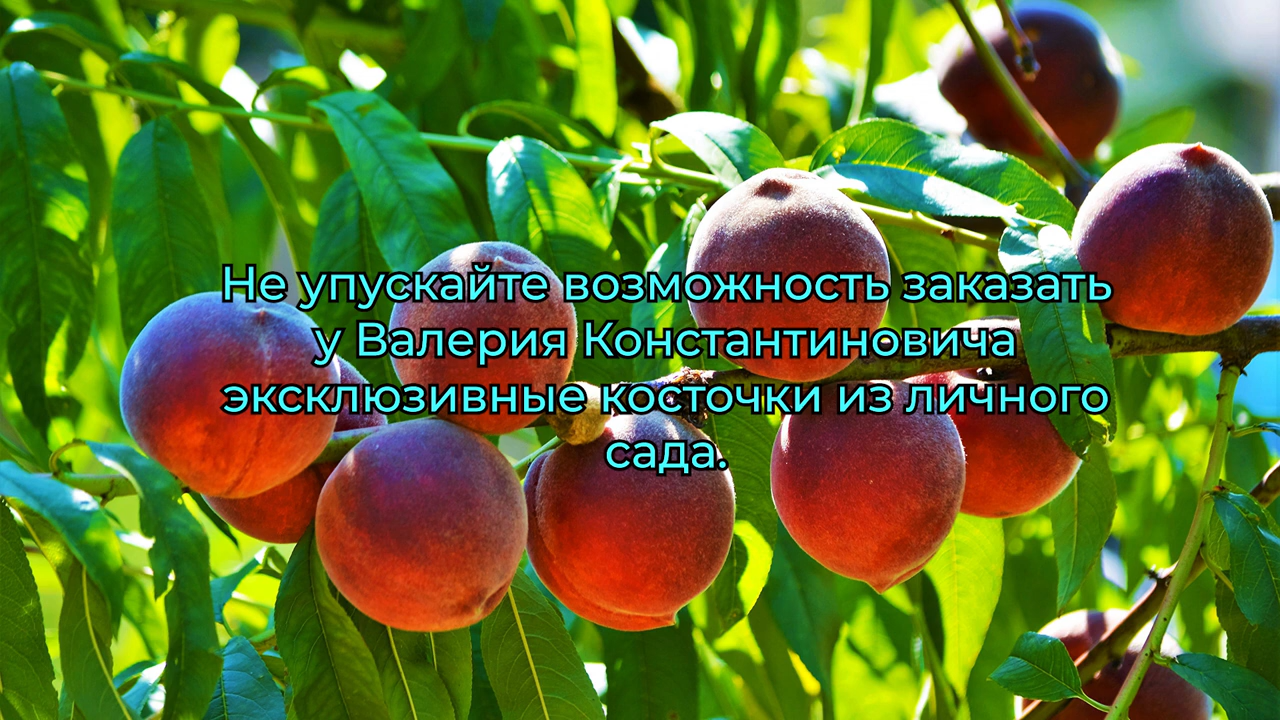 Не упускайте возможность заказать
у Валерия Константиновича
эксклюзивные косточки из личного
сада.